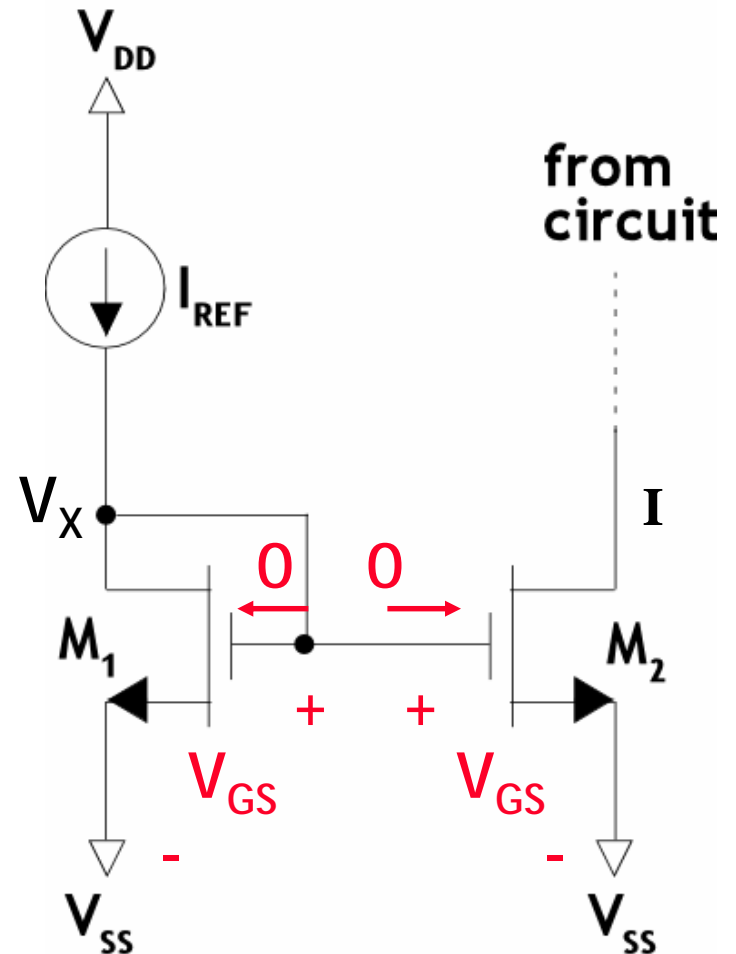 VDD
from
circuit
IREF
VX
I
0 0
M1
M2
+ +
VGS VGS
- -
VSS VSS